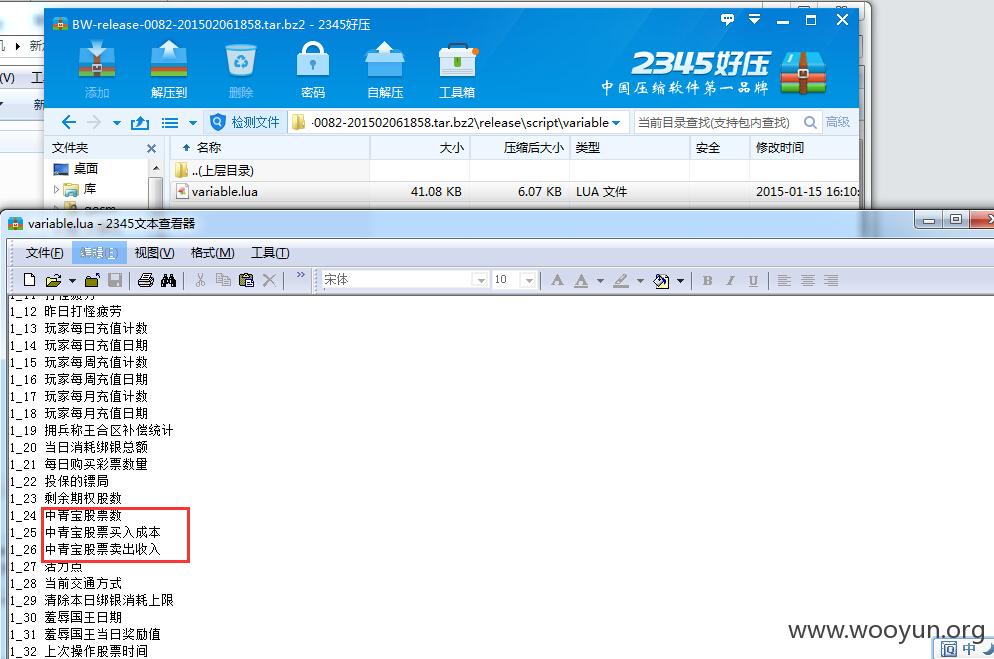 BW-release-0082-201502061858.tar.bz2 - 2345好压
添加 解压到 删除 密码 自解压 工具箱
2345好压
中国压缩软件第一品牌
检测文件 -0082-201502061858.tar.bz2\release\script\variable 当前目录查找(支持包内查找) 高级
文件夹 名称 大小 压缩后大小 类型 安全 修改时间
桌面 ..(上层目录)
库 variable.lua 41.08 KB 6.07 KB LUA 文件 2015-01-15 16:10:
variable.lua - 2345文本查看器
文件(F) 编辑(E) 视图(V) 格式(M) 工具(T)
宋体 10 A A B I U
1_11 打怪疲劳
1_12 昨日打怪疲劳
1_13 玩家每日充值计数
1_14 玩家每日充值日期
1_15 玩家每周充值计数
1_16 玩家每周充值日期
1_17 玩家每月充值计数
1_18 玩家每月充值日期
1_19 拥兵称王合区补偿统计
1_20 当日消耗绑银总额
1_21 每日购买彩票数量
1_22 投保的镖局
1_23 剩余期权股数
1_24 中青宝股票数
1_25 中青宝股票买入成本
1_26 中青宝股票卖出收入
1_27 活力点
1_28 当前交通方式
1_29 清除本日绑银消耗上限
1_30 羞辱国王日期
1_31 羞辱国王当日奖励值
1_32 上次操作股票时间
www.wooyun.org
中